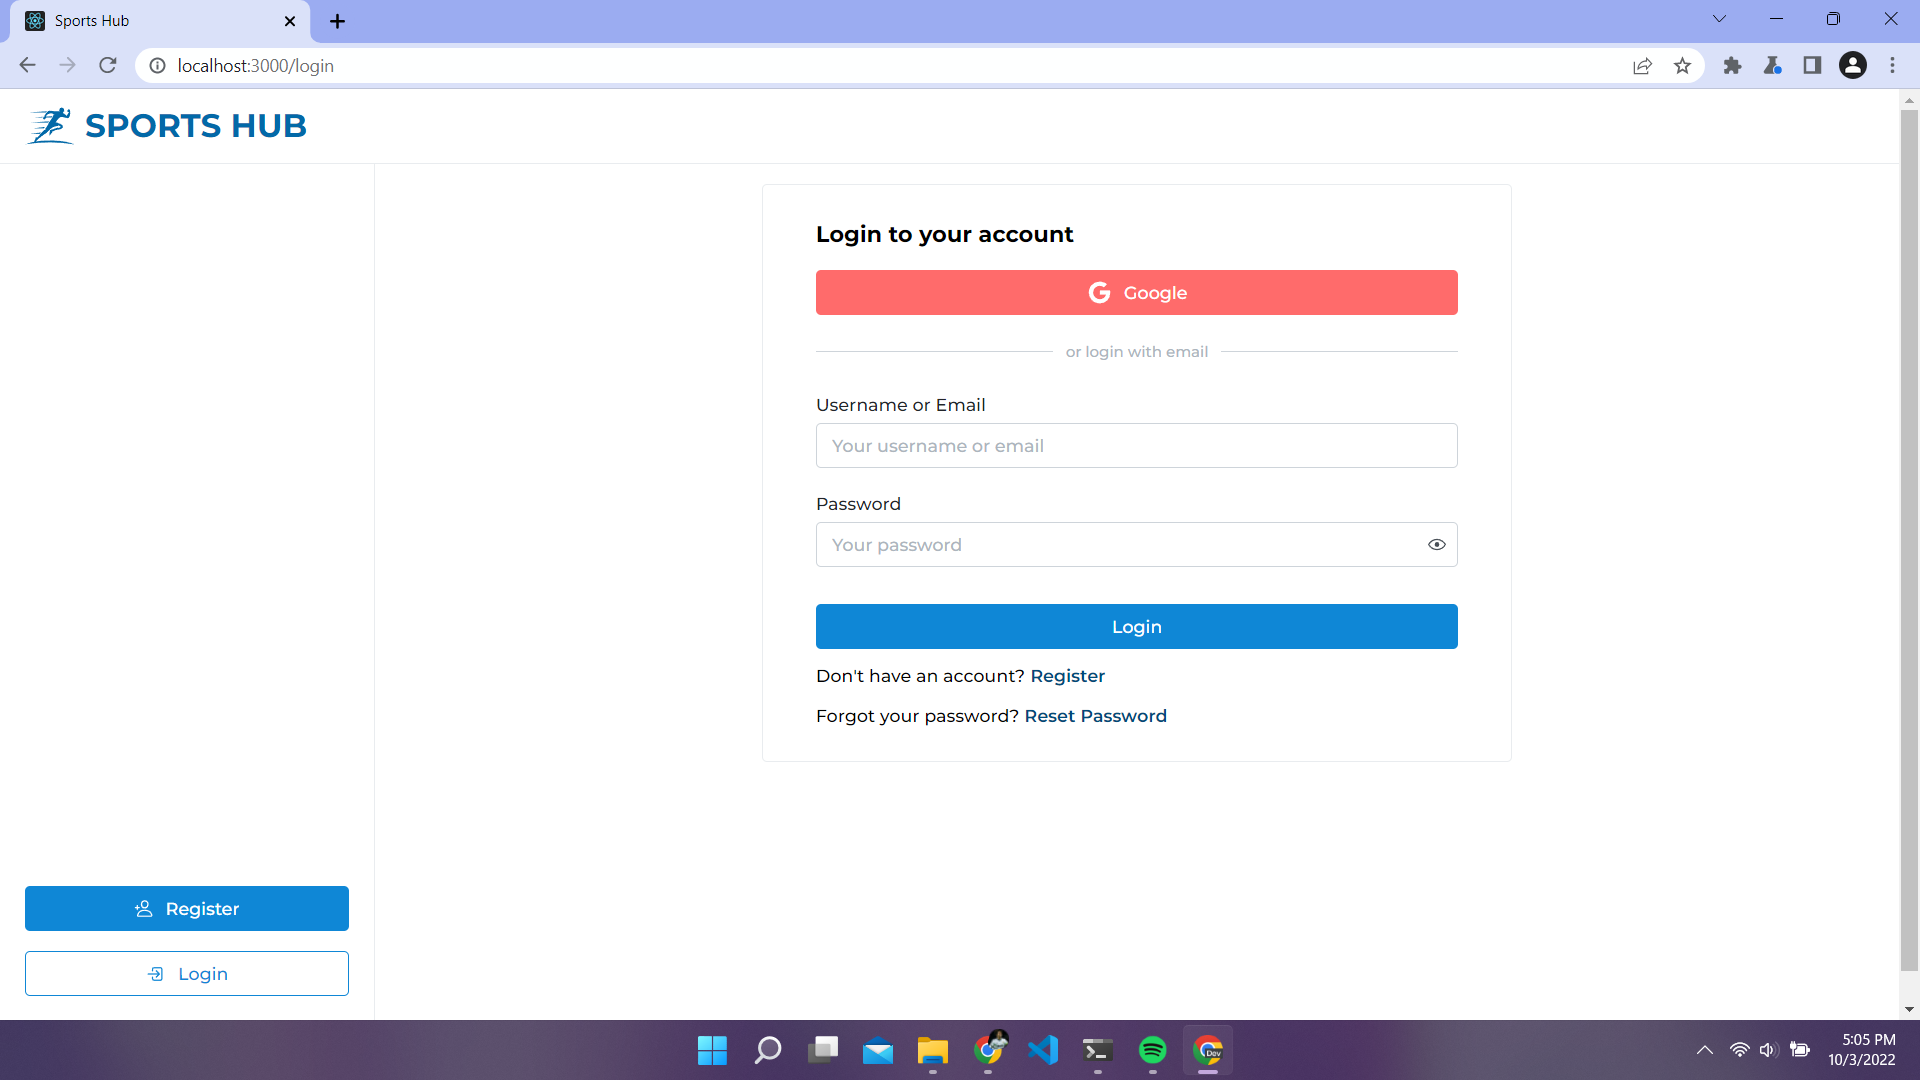 Sports Hub
localhost:3000/login
SPORTS HUB
Login to your account
Google
or login with email
Username or Email
Your username or email
Password
Your password
Login
Don't have an account? Register
Forgot your password? Reset Password
Register
Login
Dev
5:05 PM
10/3/2022